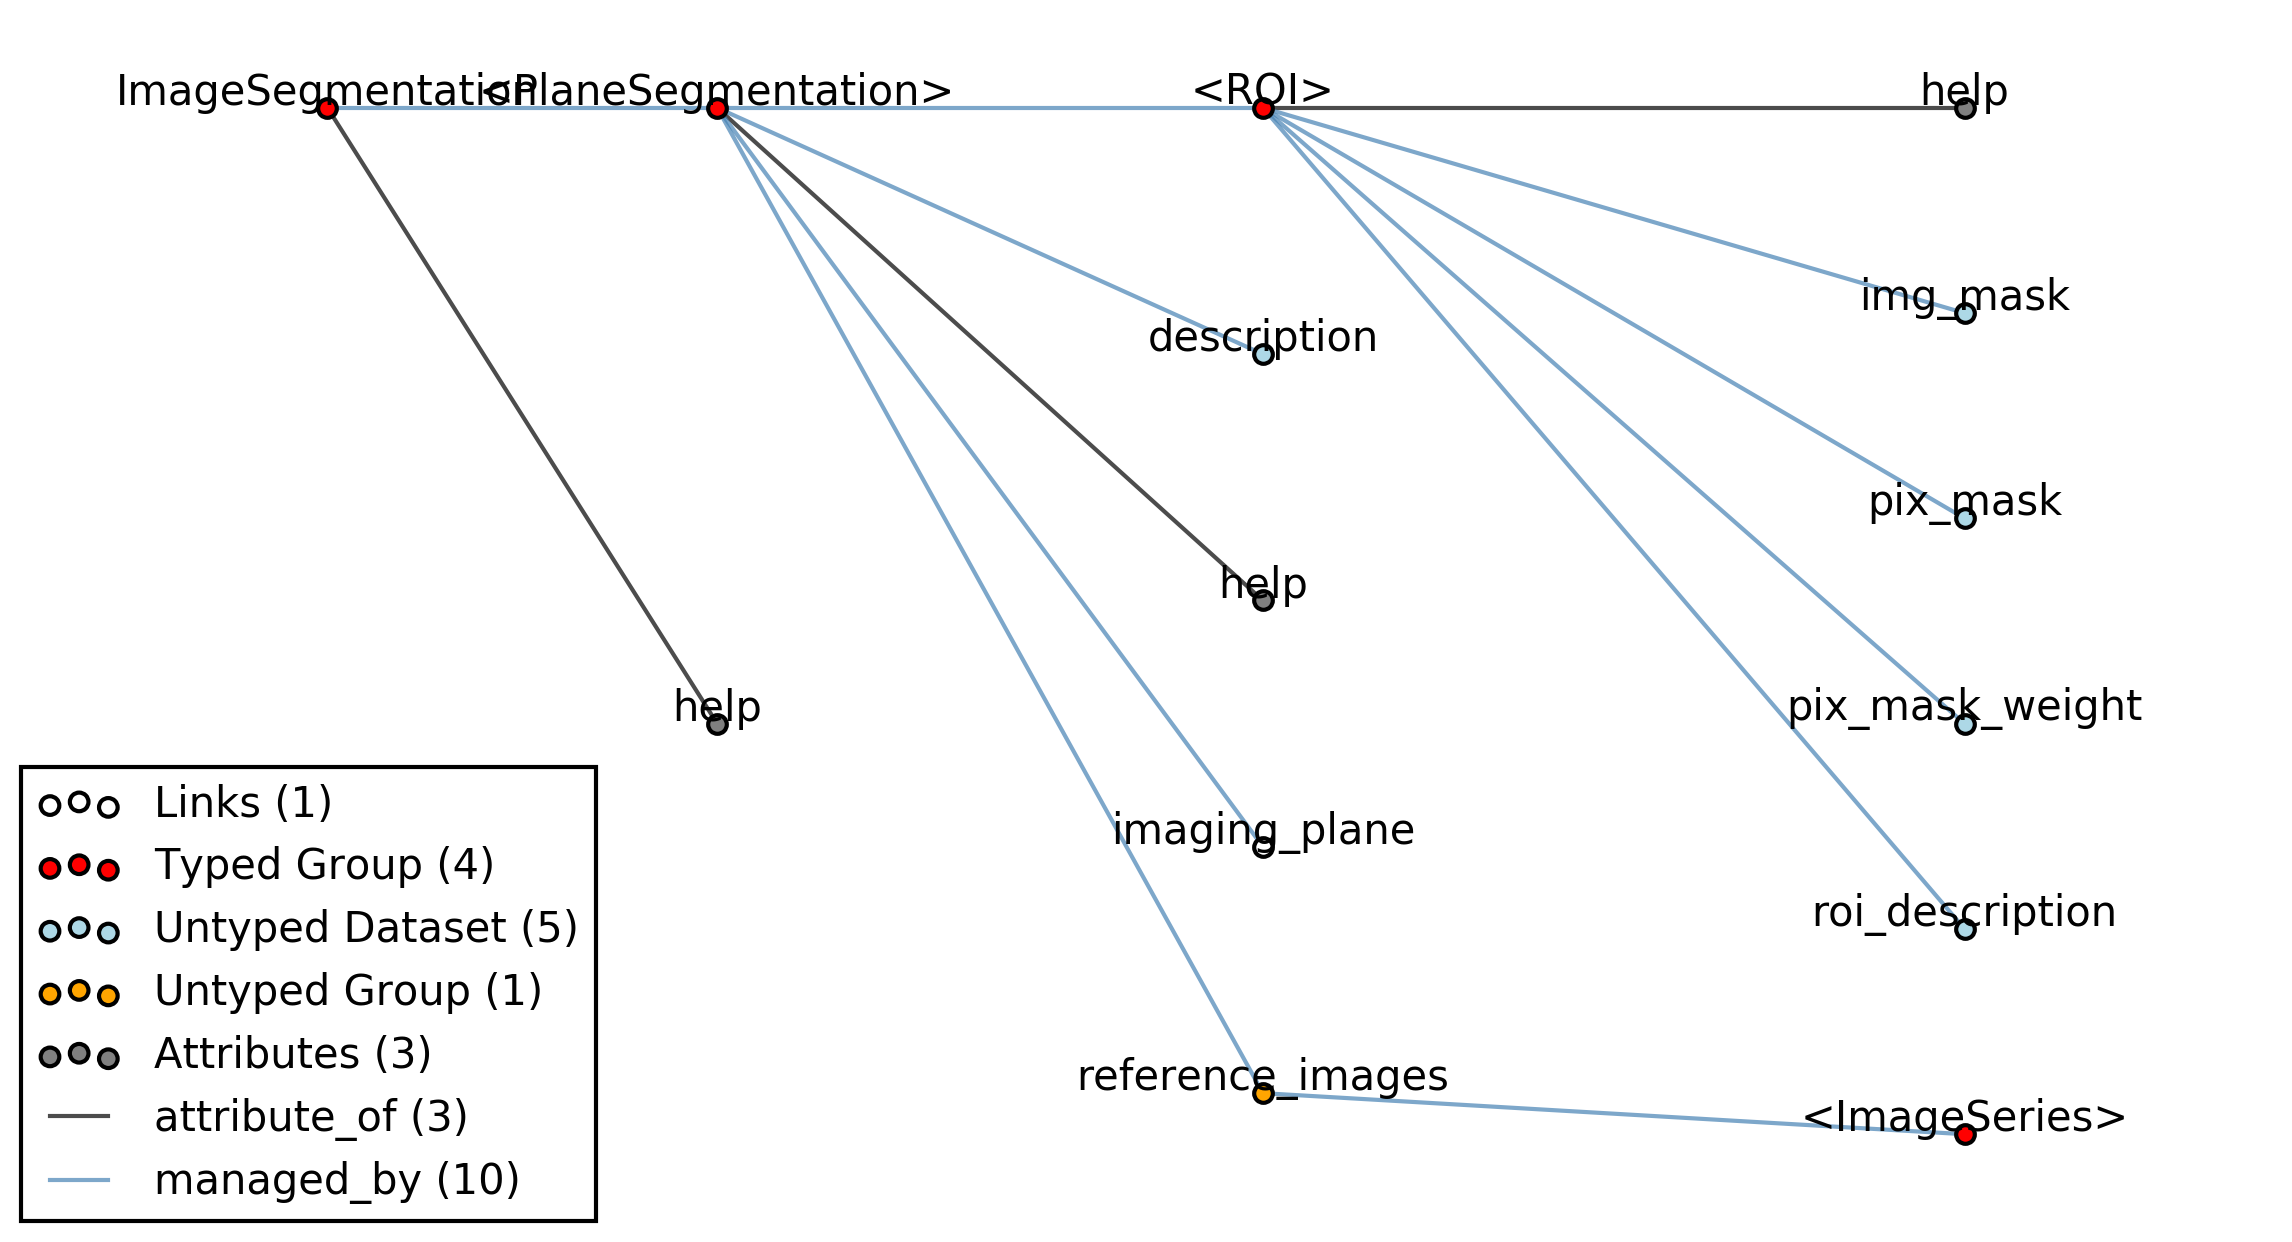 ImageSegmentation
<PlaneSegmentation>
<ROI>
help
img_mask
description
pix_mask
help
help
pix_mask_weight
imaging_plane
roi_description
reference_images
<ImageSeries>
Links (1)
Typed Group (4)
Untyped Dataset (5)
Untyped Group (1)
Attributes (3)
attribute_of (3)
managed_by (10)